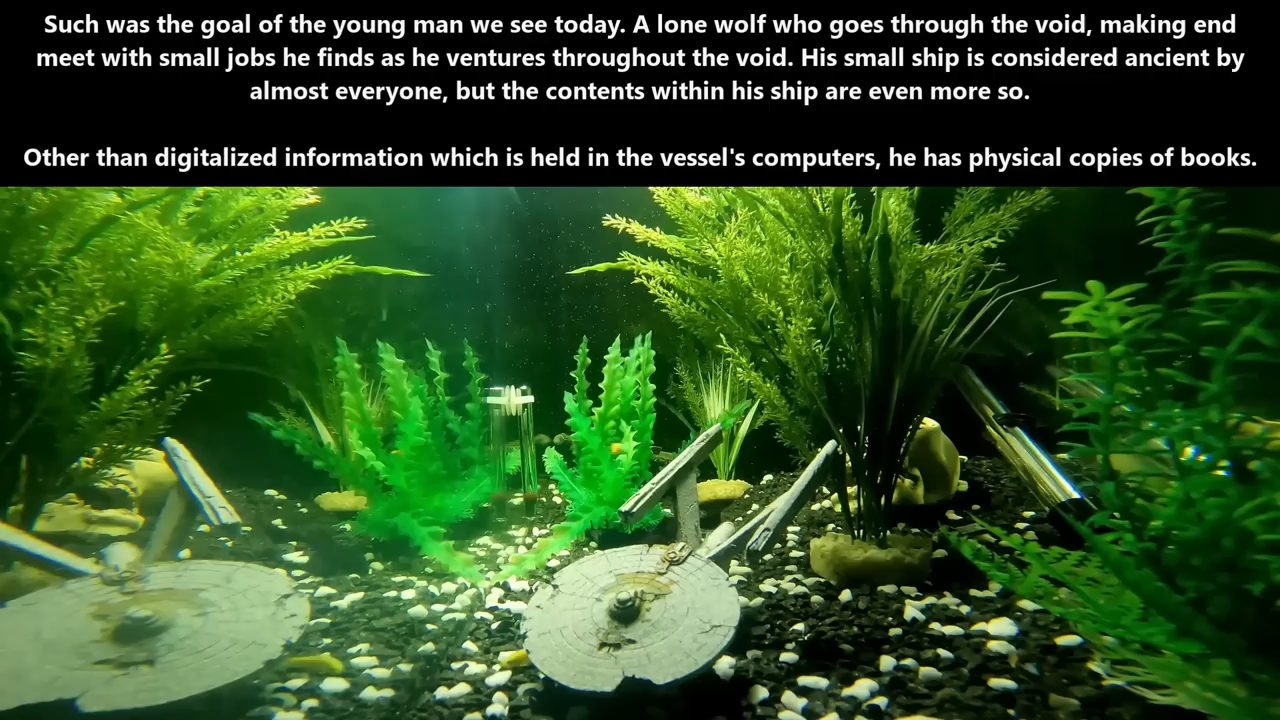 Such was the goal of the young man we see today. A lone wolf who goes through the void, making end
meet with small jobs he finds as he ventures throughout the void. His small ship is considered ancient by
almost everyone, but the contents within his ship are even more so.
Other than digitalized information which is held in the vessel's computers, he has physical copies of books.